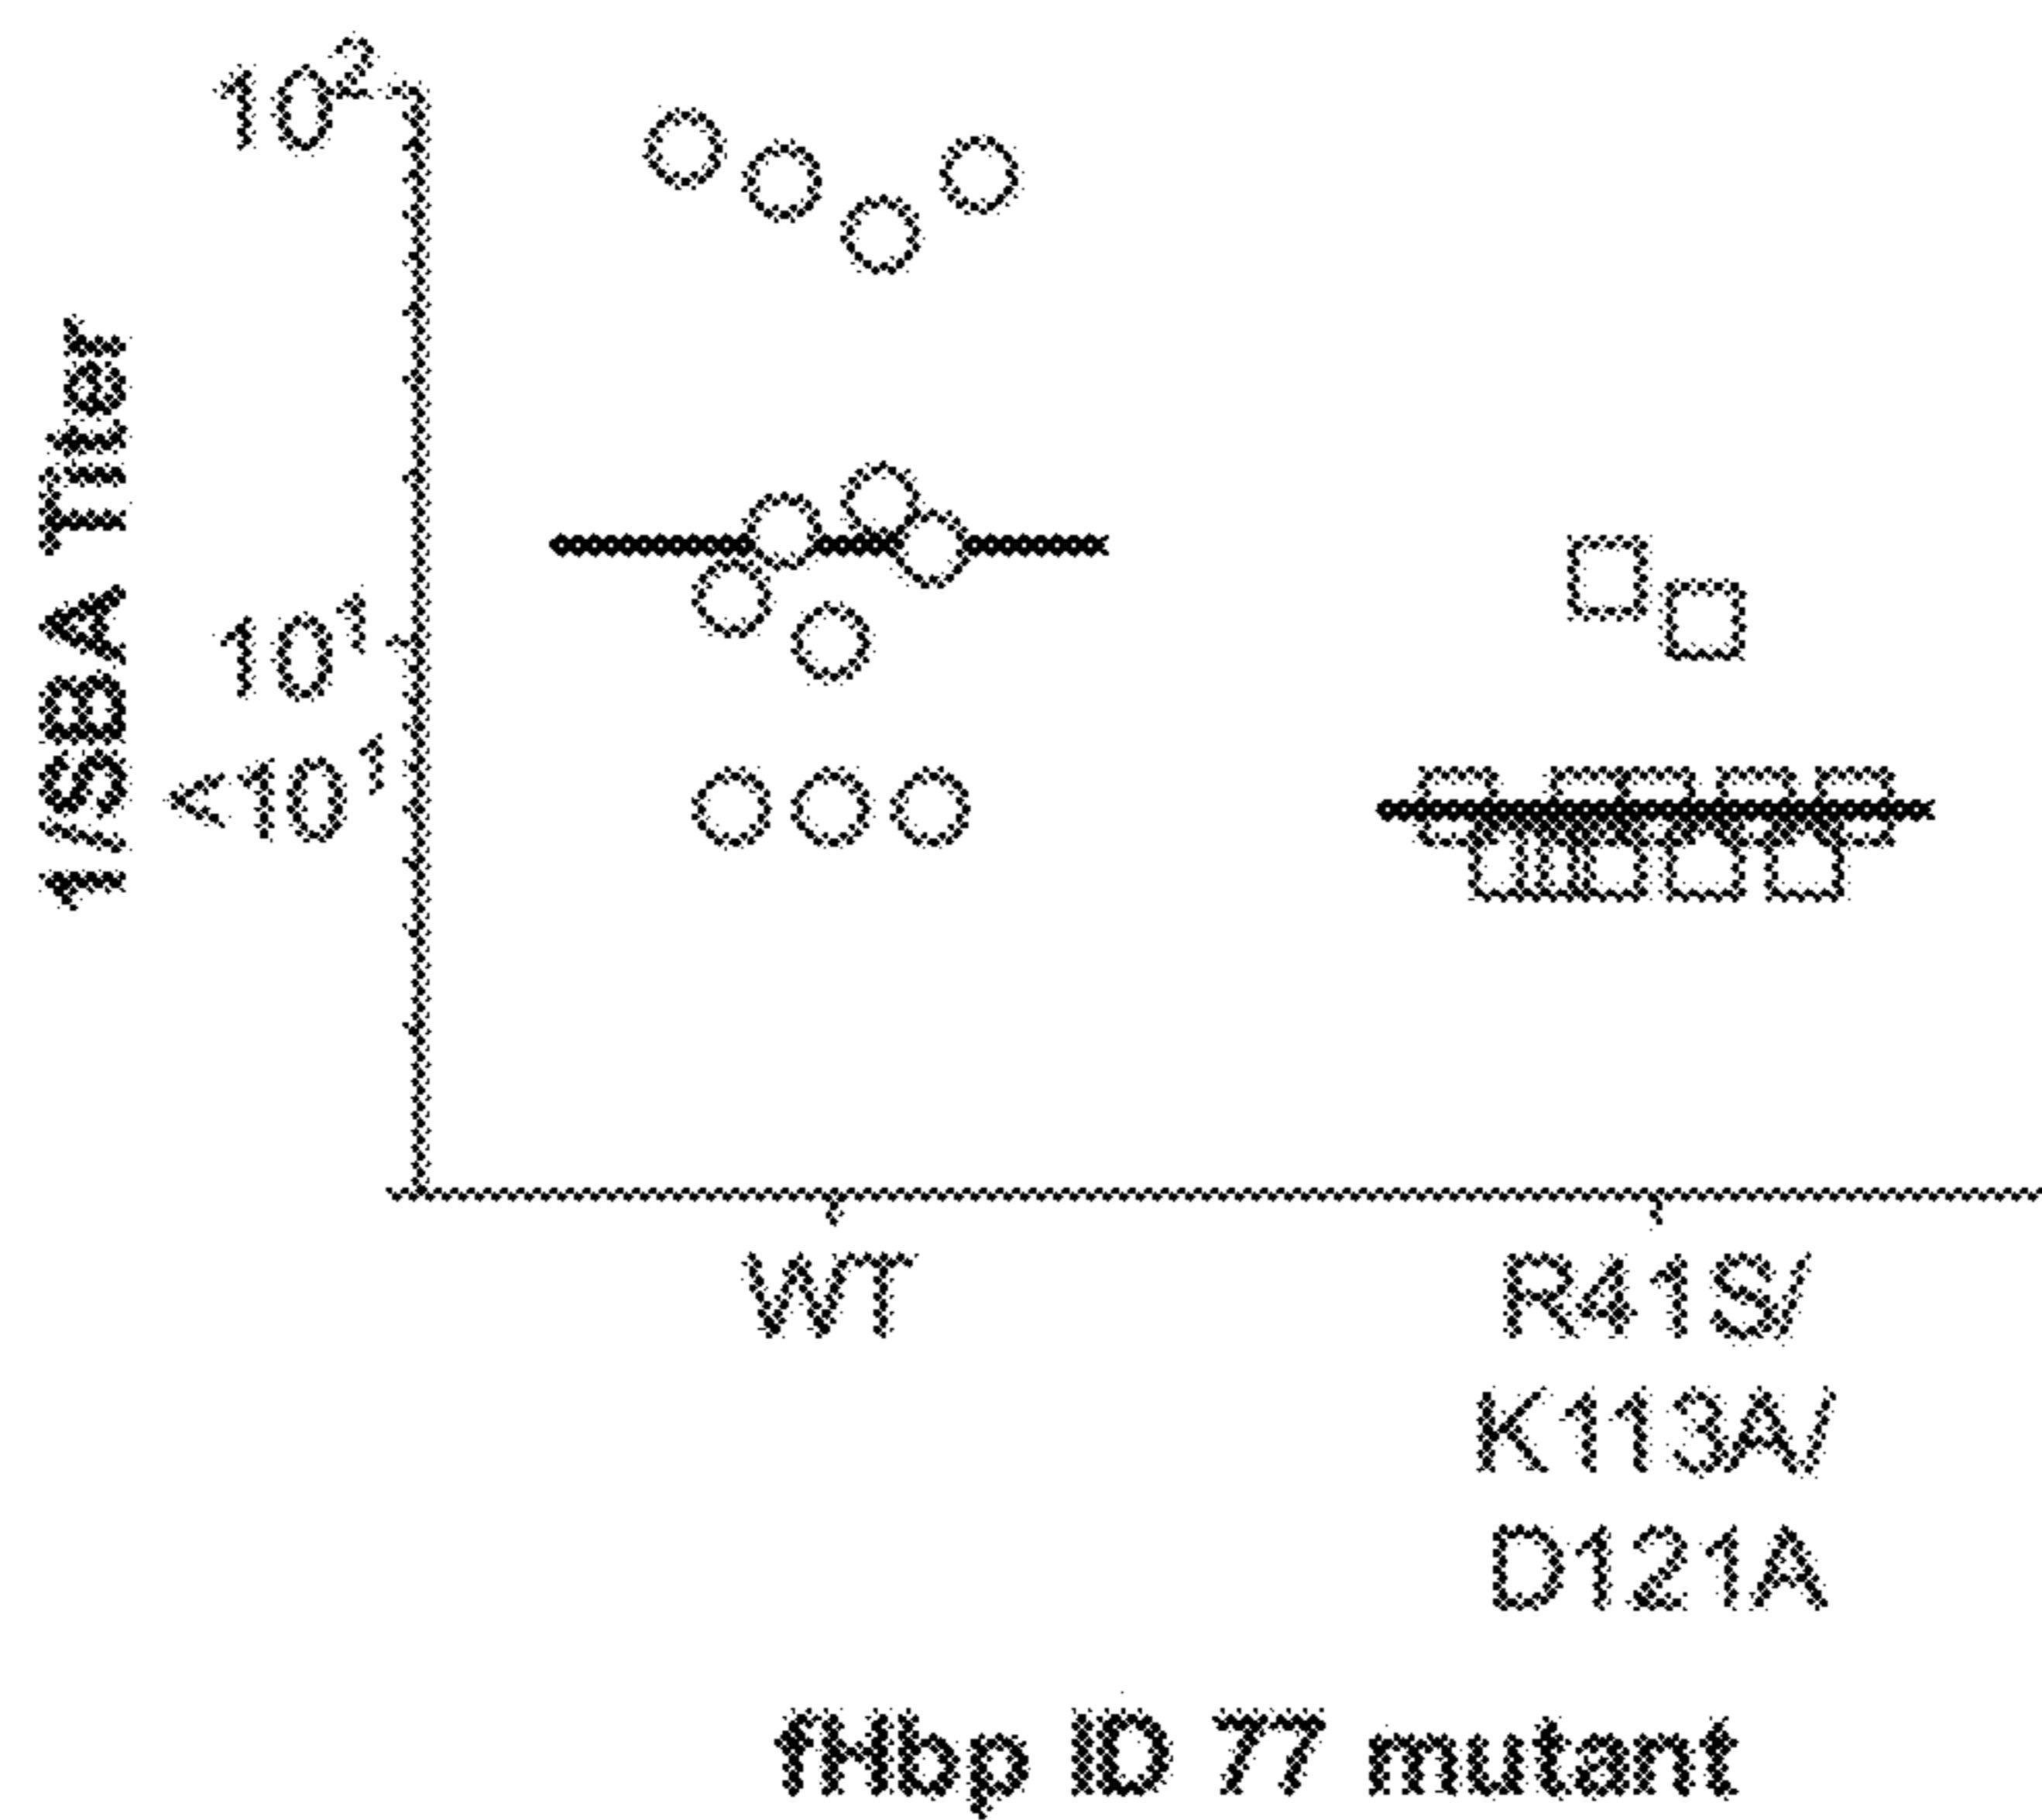 10²
1/SBA Titer
10¹
<10¹
WT
R41S/
K113A/
D121A
fHbp ID 77 mutant